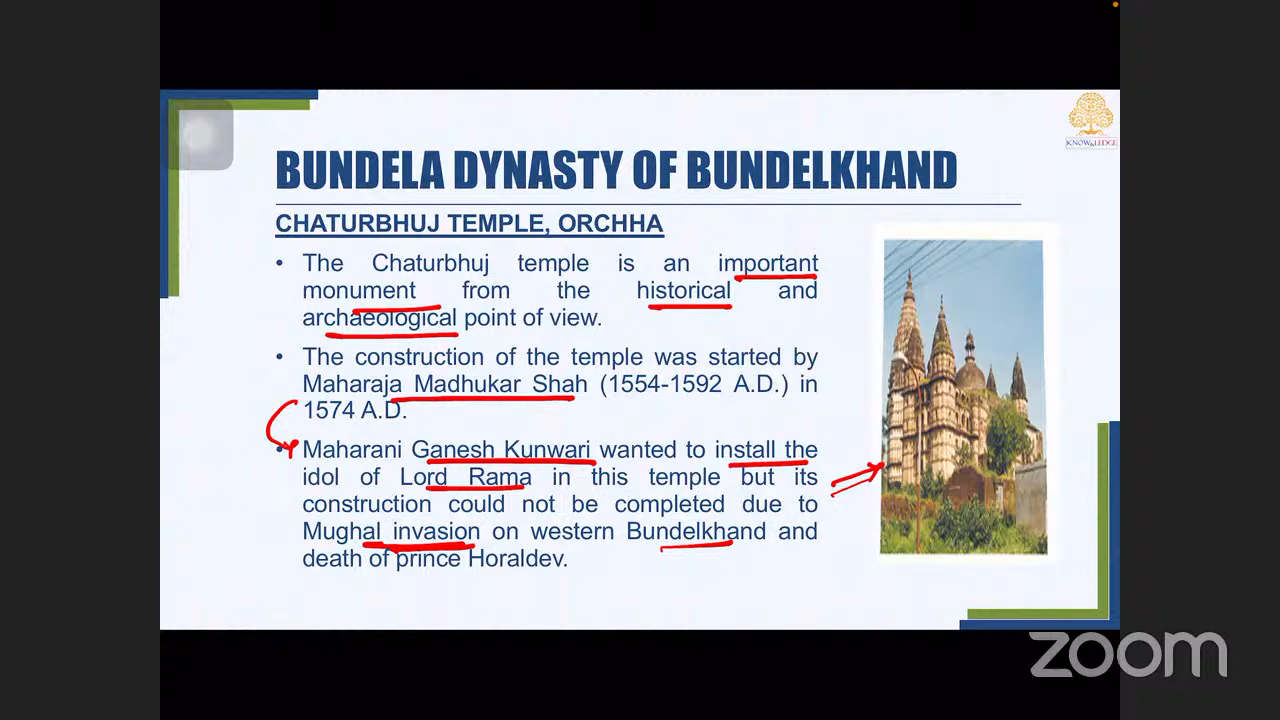 KNOWLEDGE
BUNDELA DYNASTY OF BUNDELKHAND
CHATURBHUJ TEMPLE, ORCHHA
• The Chaturbhuj temple is an important
monument from the historical and
archaeological point of view.
• The construction of the temple was started by
Maharaja Madhukar Shah (1554-1592 A.D.) in
1574 A.D.
• Maharani Ganesh Kunwari wanted to install the
idol of Lord Rama in this temple but its
construction could not be completed due to
Mughal invasion on western Bundelkhand and
death of prince Horaldev.
zoom